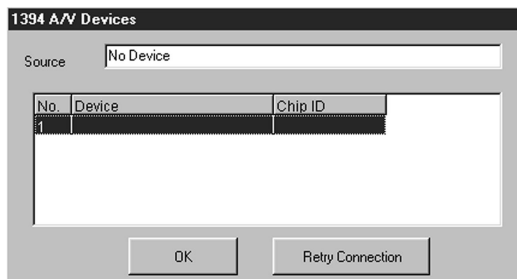 1394 A/V Devices
Source No Device
No. Device Chip ID
1
OK Retry Connection